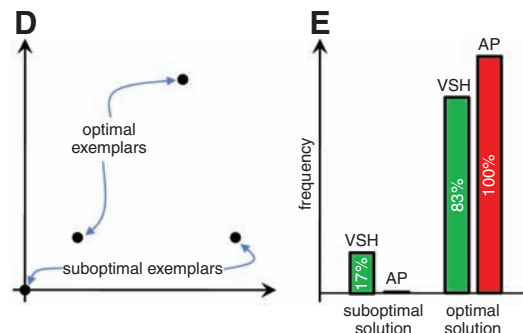 D
optimal
exemplars
suboptimal exemplars
E
frequency
VSH
17%
AP
VSH
83%
AP
100%
suboptimal
solution
optimal
solution